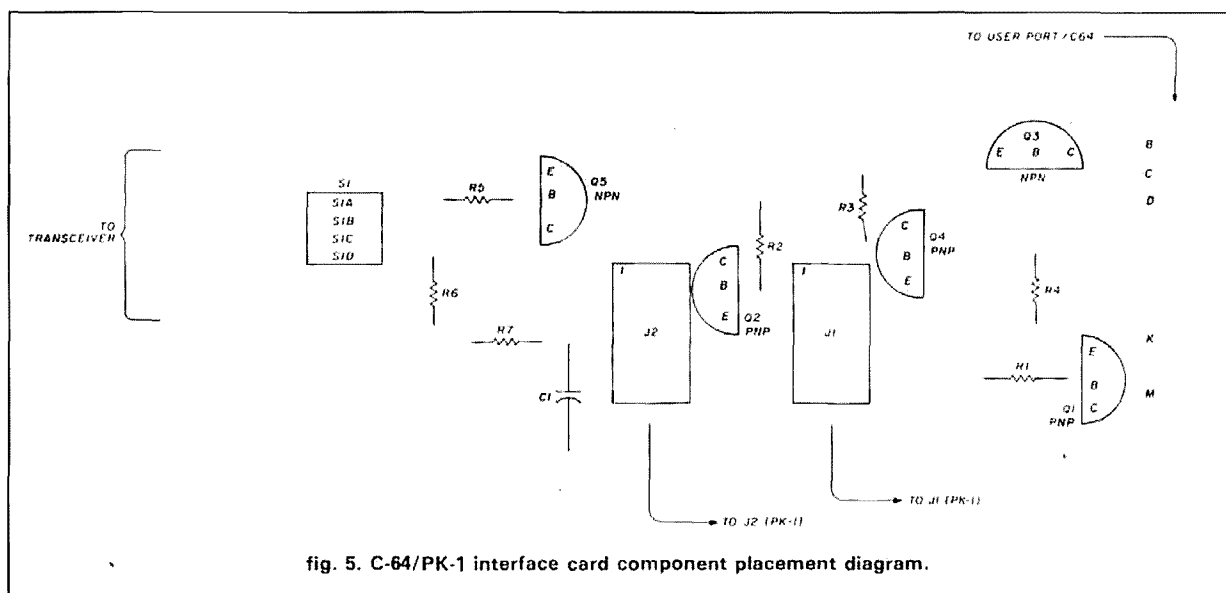 TO USER PORT / C64
Q3
E B C
NPN
B
C
D
S1
S1A
S1B
S1C
S1D
TO
TRANSCEIVER
R5
E
B
C
Q5
NPN
R3
R2
C
B
E
Q4
PNP
R6
1
J2
C
B
E
Q2
PNP
1
J1
R4
R7
C1
K
R1
E
B
C
Q1
PNP
M
TO J2 (PK-1)
TO J1 (PK-1)
fig. 5. C-64/PK-1 interface card component placement diagram.